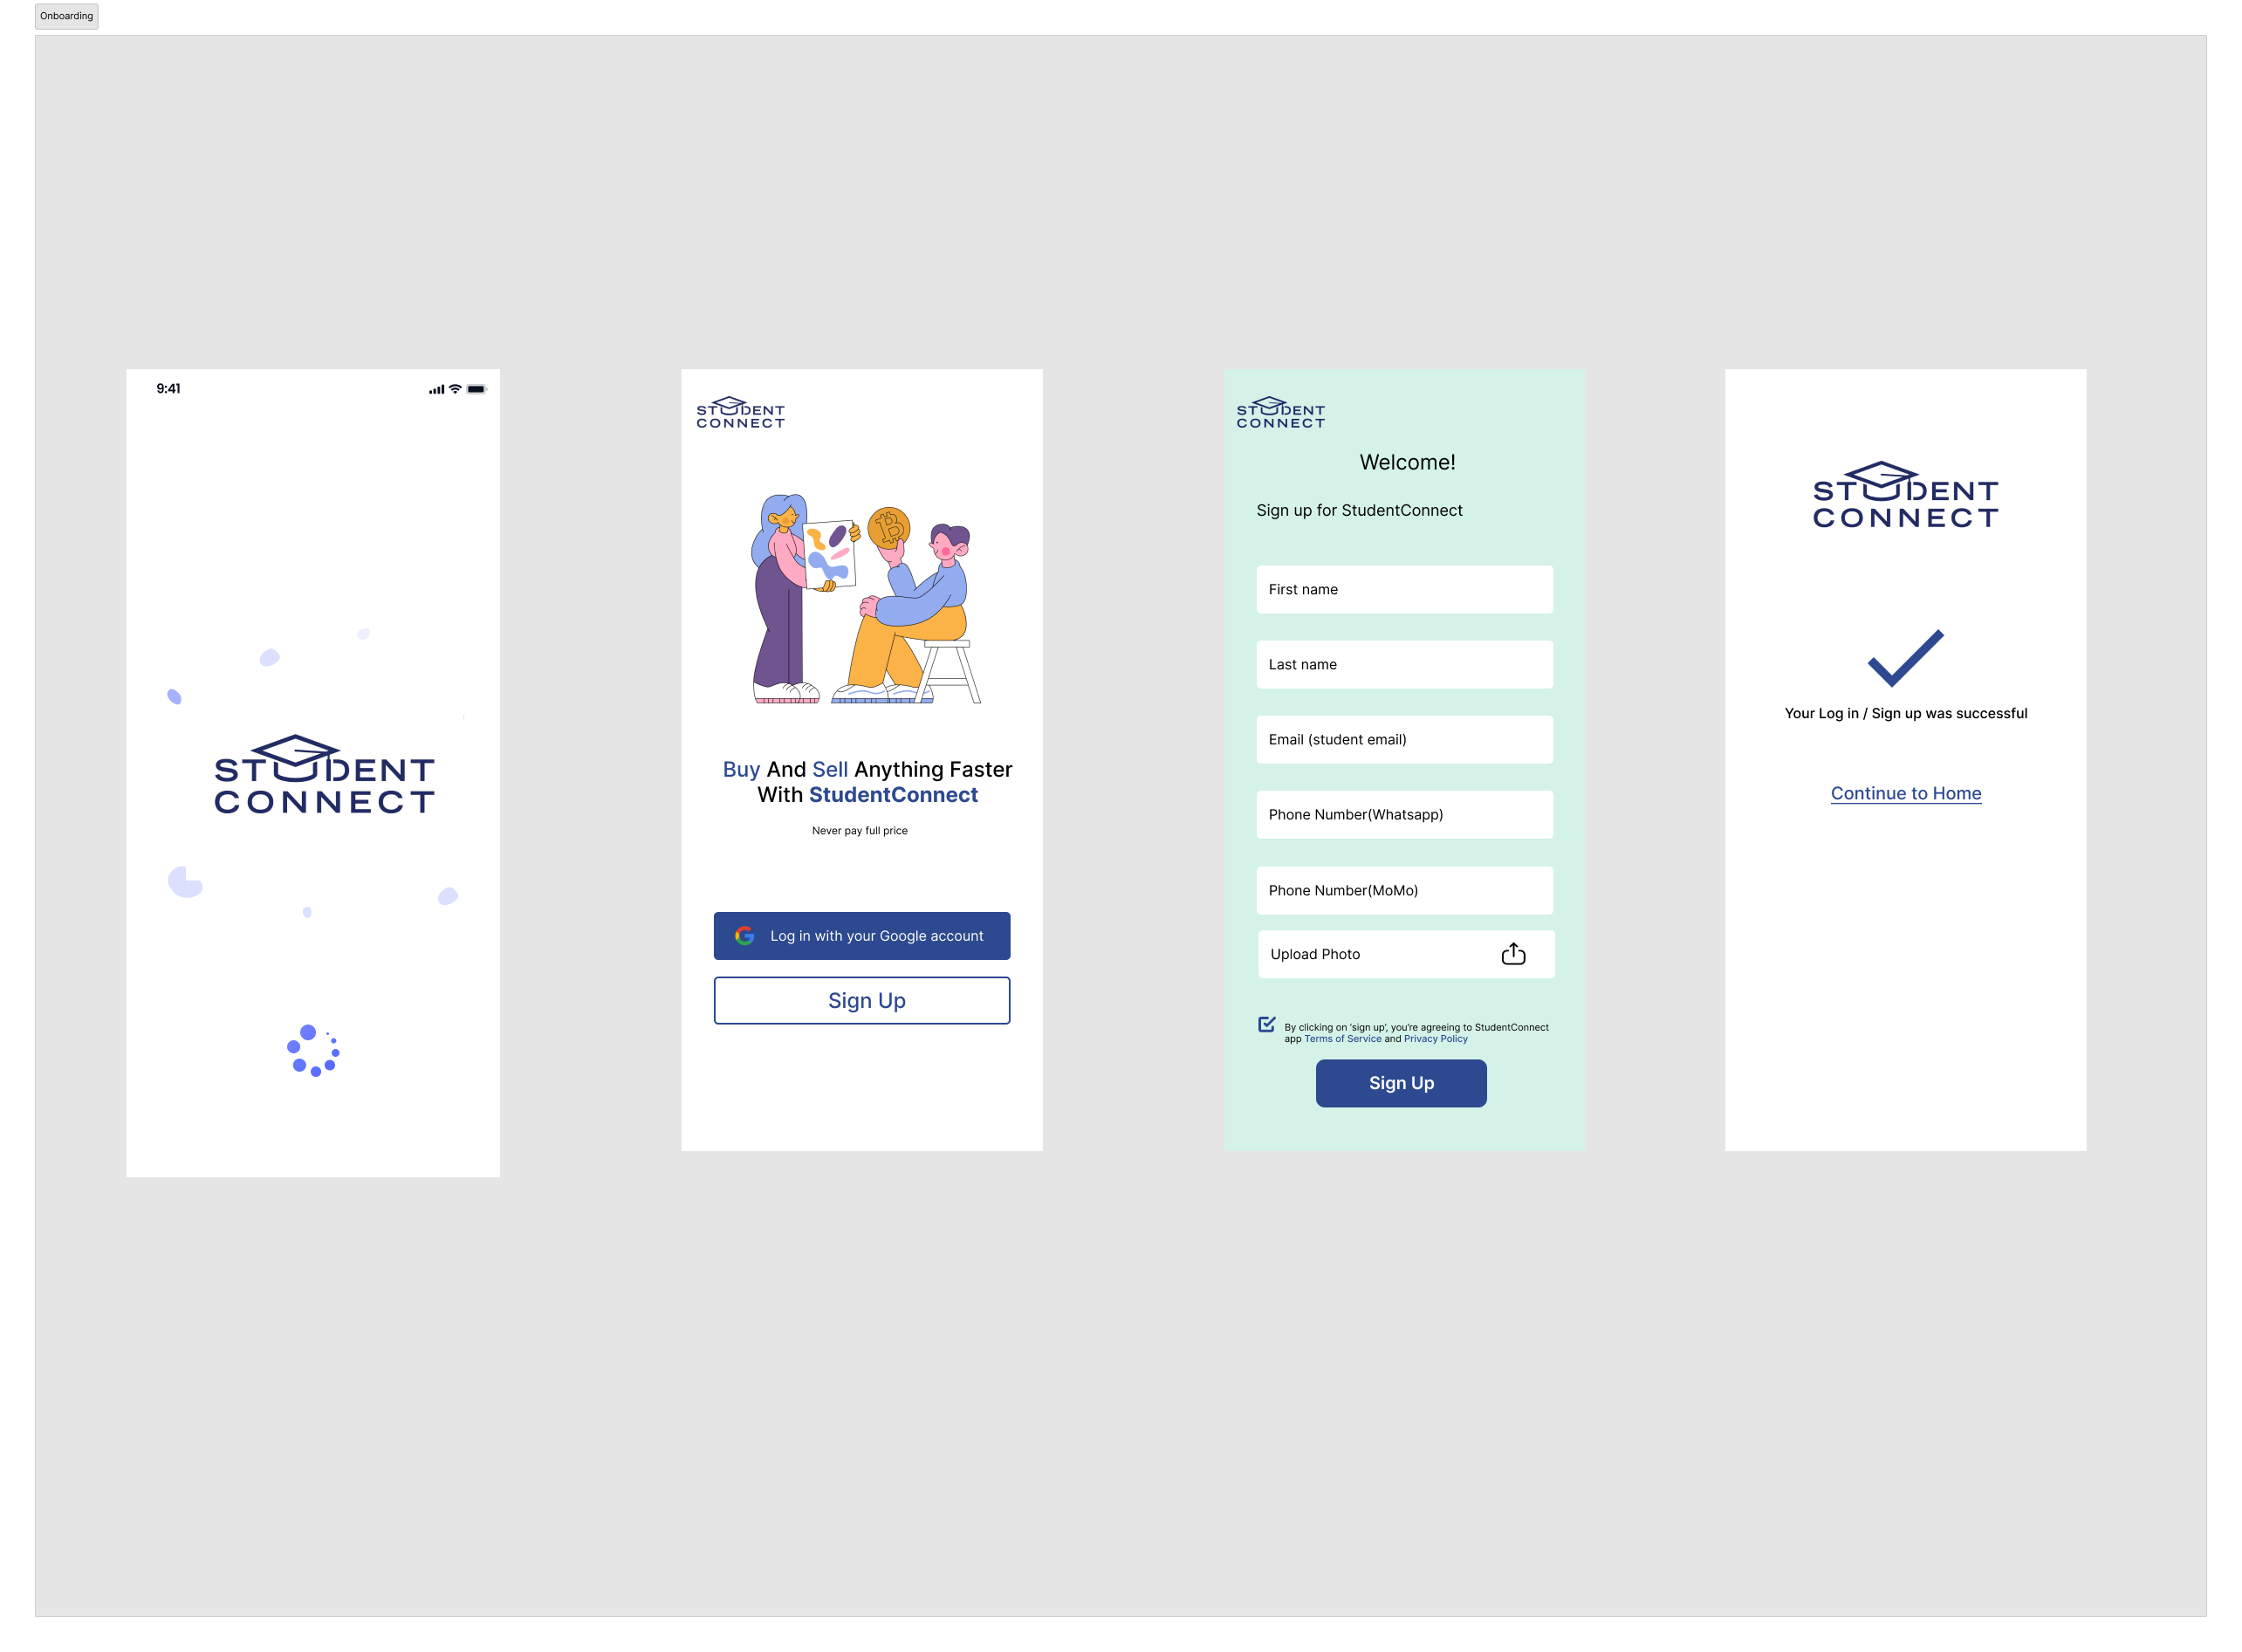 Onboarding
9:41
STUDENT
CONNECT
STUDENT
CONNECT
Buy And Sell Anything Faster
With StudentConnect
Never pay full price
Log in with your Google account
Sign Up
STUDENT
CONNECT
Welcome!
Sign up for StudentConnect
First name
Last name
Email (student email)
Phone Number(Whatsapp)
Phone Number(MoMo)
Upload Photo
By clicking on ‘sign up’, you’re agreeing to StudentConnect
app Terms of Service and Privacy Policy
Sign Up
STUDENT
CONNECT
Your Log in / Sign up was successful
Continue to Home